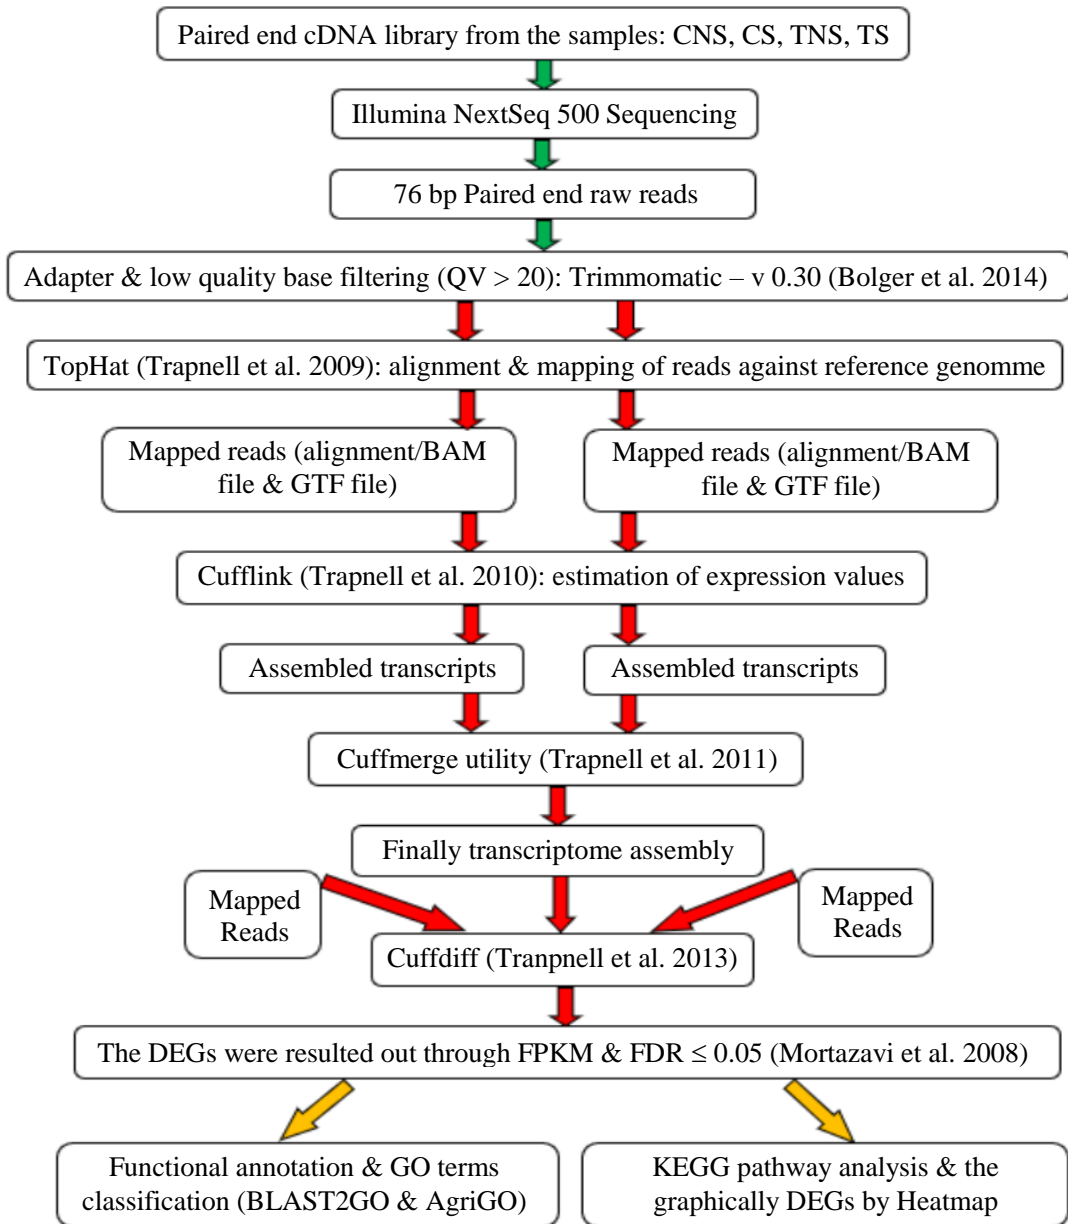 Paired end cDNA library from the samples: CNS, CS, TNS, TS
Illumina NextSeq 500 Sequencing
76 bp Paired end raw reads
Adapter & low quality base filtering (QV > 20): Trimmomatic – v 0.30 (Bolger et al. 2014)
TopHat (Trapnell et al. 2009): alignment & mapping of reads against reference genomme
Mapped reads (alignment/BAM
file & GTF file)
Mapped reads (alignment/BAM
file & GTF file)
Cufflink (Trapnell et al. 2010): estimation of expression values
Assembled transcripts
Assembled transcripts
Cuffmerge utility (Trapnell et al. 2011)
Finally transcriptome assembly
Mapped
Reads
Mapped
Reads
Cuffdiff (Tranpnell et al. 2013)
The DEGs were resulted out through FPKM & FDR ≤ 0.05 (Mortazavi et al. 2008)
Functional annotation & GO terms
classification (BLAST2GO & AgriGO)
KEGG pathway analysis & the
graphically DEGs by Heatmap